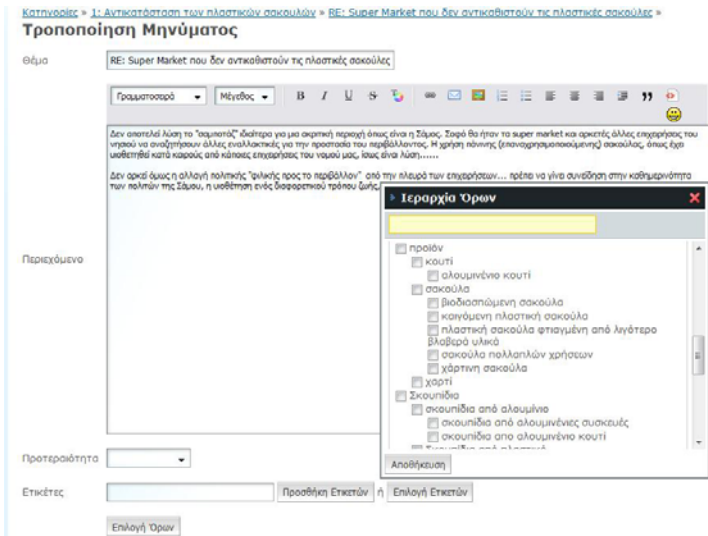 Κατηγορίες » 1: Αντικατάσταση των πλαστικών σακουλών » RE: Super Market που δεν αντικαθιστούν τις πλαστικές σακούλες »
Τροποποίηση Μηνύματος
Θέμα
RE: Super Market που δεν αντικαθιστούν τις πλαστικές σακούλες
Γραμματοσειρά
Μέγεθος
B I U S
Δεν αποτελεί λύση το "σαμποτάζ" ιδιαίτερα για μια ακριτική περιοχή όπως είναι η Σάμος. Σαφό θα ήταν τα super market και αρκετές άλλες επιχειρήσεις του
νησιού να αναζητήσουν άλλες εναλλακτικές για την προστασία του περιβάλλοντος. Η χρήση πάνινης (επαναχρησιμοποιούμενης) σακούλας, όπως έχει
υιοθετηθεί κατά καιρούς από κάποιες επιχειρήσεις του νομού μας, ίσως είναι λύση......
Δεν αρκεί όμως η αλλαγή πολιτικής "φιλικής προς το περιβάλλον" από την πλευρά των επιχειρήσεων... πρέπει να γίνει συνείδηση στην καθημερινότητα
των πολιτών της Σάμου, η υιοθέτηση ενός διαφορετικού τρόπου ζωής,
Ιεραρχία Όρων
προϊόν
κουτί
αλουμινένιο κουτί
σακούλα
βιοδιασπώμενη σακούλα
καιγόμενη πλαστική σακούλα
πλαστική σακούλα φτιαγμένη από λιγότερο
βλαβερά υλικά
σακούλα πολλαπλών χρήσεων
χάρτινη σακούλα
χαρτί
Σκουπίδια
σκουπίδια από αλουμίνιο
σκουπίδια από αλουμινένιες συσκευές
σκουπίδια απο αλουμινένιο κουτί
Σκουπίδια από πλαστικό
Αποθήκευση
Περιεχόμενο
Προτεραιότητα
Ετικέτες
Προσθήκη Ετικετών ή Επιλογή Ετικετών
Επιλογή Όρων